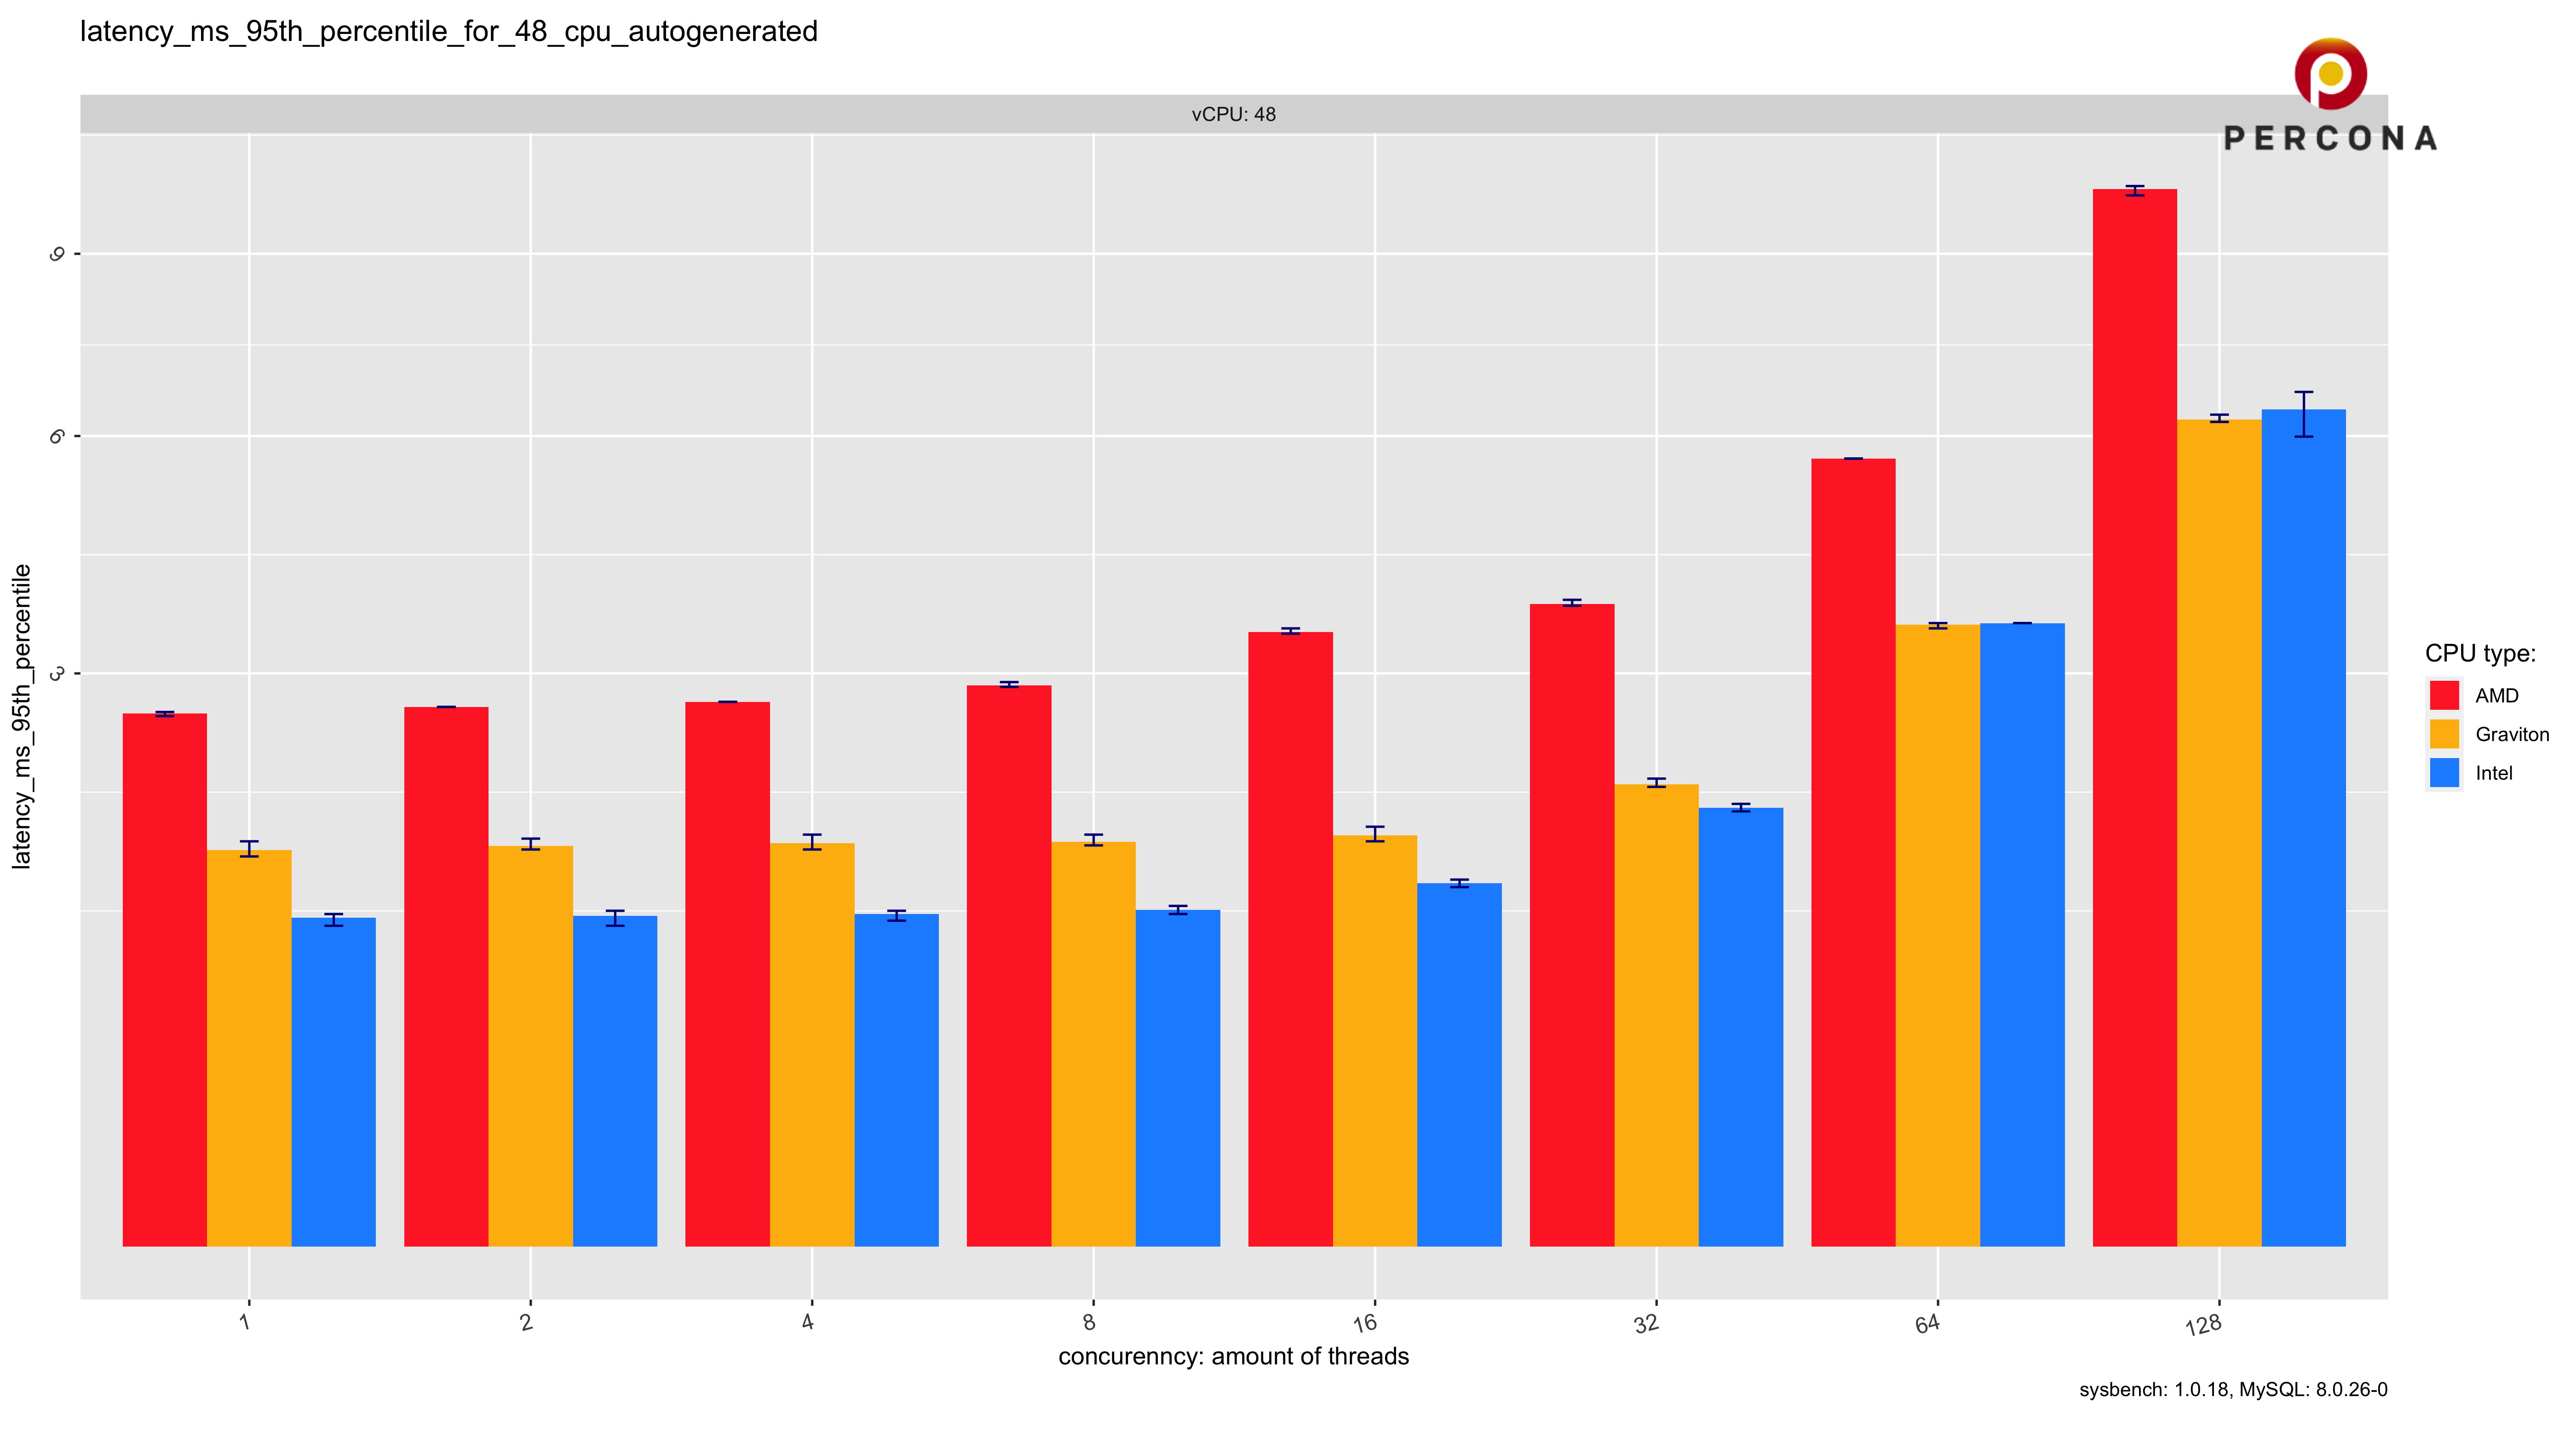 latency_ms_95th_percentile_for_48_cpu_autogenerated
PERCONA
vCPU: 48
9
6
3
latency_ms_95th_percentile
CPU type:
AMD
Graviton
Intel
1 2 4 8 16 32 64 128
concurenncy: amount of threads
sysbench: 1.0.18, MySQL: 8.0.26-0